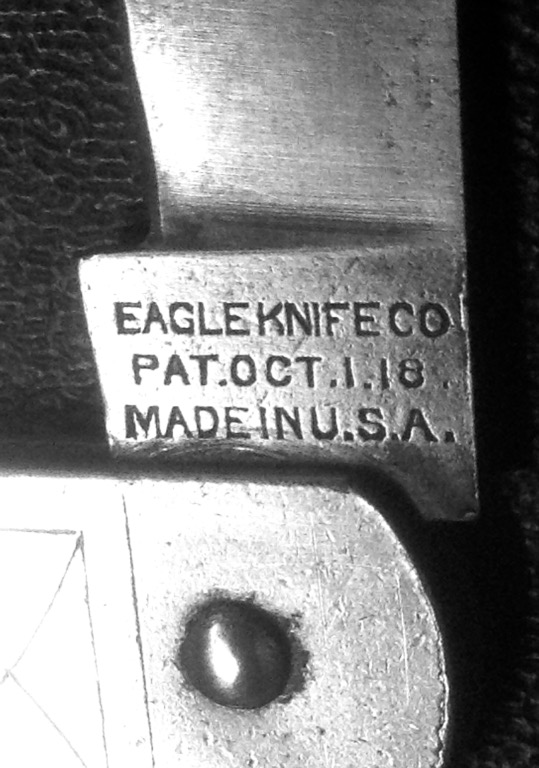 EAGLE KNIFE CO
PAT. OCT. 1. 18.
MADE IN U.S.A.